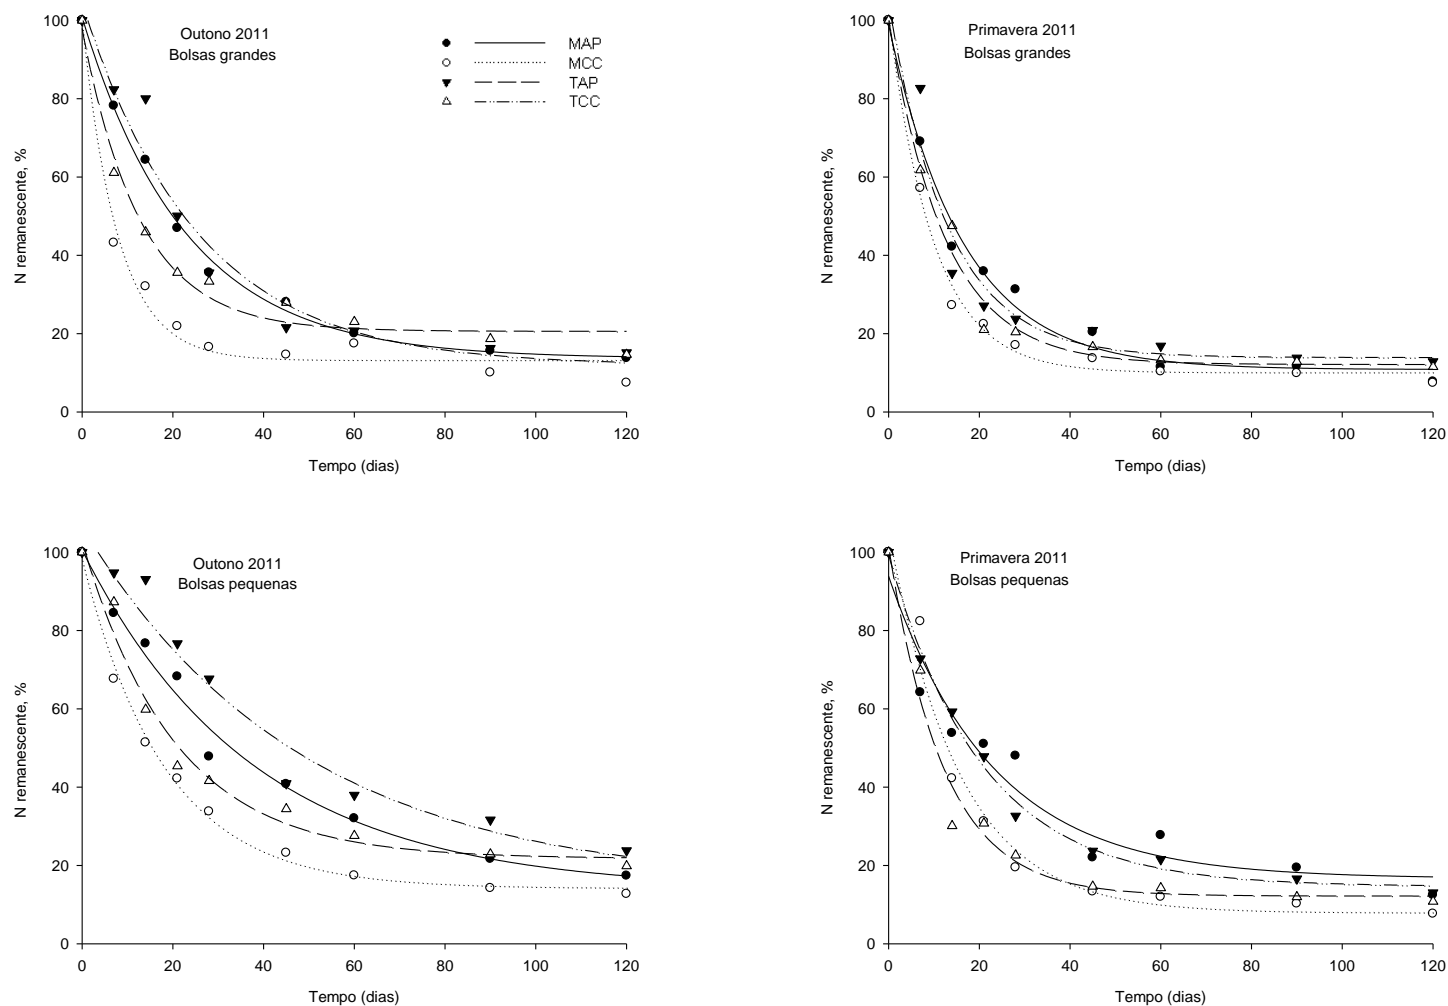 Outono 2011
Bolsas grandes
MAP
MCC
TAP
TCC
N remanescente, %
100
80
60
40
20
0
0 20 40 60 80 100 120
Tempo (dias)
Primavera 2011
Bolsas grandes
N remanescente, %
100
80
60
40
20
0
0 20 40 60 80 100 120
Tempo (dias)
Outono 2011
Bolsas pequenas
N remanescente, %
100
80
60
40
20
0
0 20 40 60 80 100 120
Tempo (dias)
Primavera 2011
Bolsas pequenas
N remanescente, %
100
80
60
40
20
0
0 20 40 60 80 100 120
Tempo (dias)